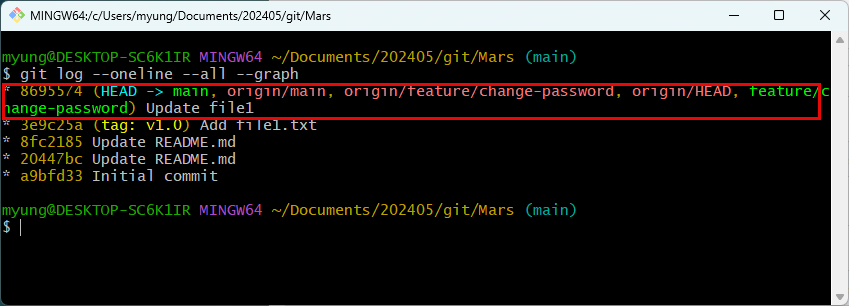 MINGW64:/c/Users/myung/Documents/202405/git/Mars
myung@DESKTOP-SC6K1IR MINGW64 ~/Documents/202405/git/Mars (main)
$ git log --oneline --all --graph
* 8695574 (HEAD -> main, origin/main, origin/feature/change-password, origin/HEAD, feature/c
hange-password) Update file1
* 3e9c25a (tag: v1.0) Add file1.txt
* 8fc2185 Update README.md
* 20447bc Update README.md
* a9bfd33 Initial commit
myung@DESKTOP-SC6K1IR MINGW64 ~/Documents/202405/git/Mars (main)
$